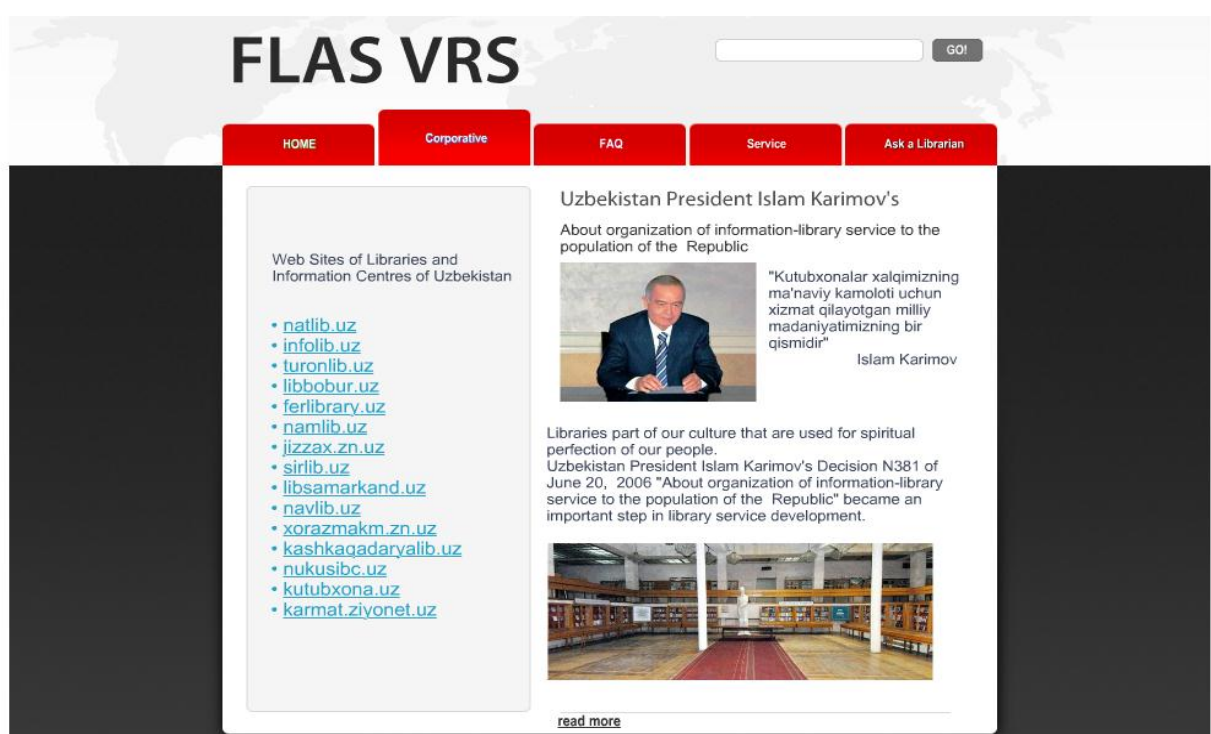 FLAS VRS
GO!
HOME
Corporative
FAQ
Service
Ask a Librarian
Web Sites of Libraries and
Information Centres of Uzbekistan
• natlib.uz
• infolib.uz
• turonlib.uz
• libbobur.uz
• ferlibrary.uz
• namlib.uz
• jizzax.zn.uz
• sirlib.uz
• libsamarkand.uz
• navlib.uz
• xorazmakm.zn.uz
• kashkaqadaryalib.uz
• nukusibc.uz
• kutubxona.uz
• karmat.ziyonet.uz
Uzbekistan President Islam Karimov's
About organization of information-library service to the
population of the Republic
"Kutubxonalar xalqimizning
ma'naviy kamoloti uchun
xizmat qilayotgan milliy
madaniyatimizning bir
qismidir"
Islam Karimov
Libraries part of our culture that are used for spiritual
perfection of our people.
Uzbekistan President Islam Karimov's Decision N381 of
June 20, 2006 "About organization of information-library
service to the population of the Republic" became an
important step in library service development.
read more